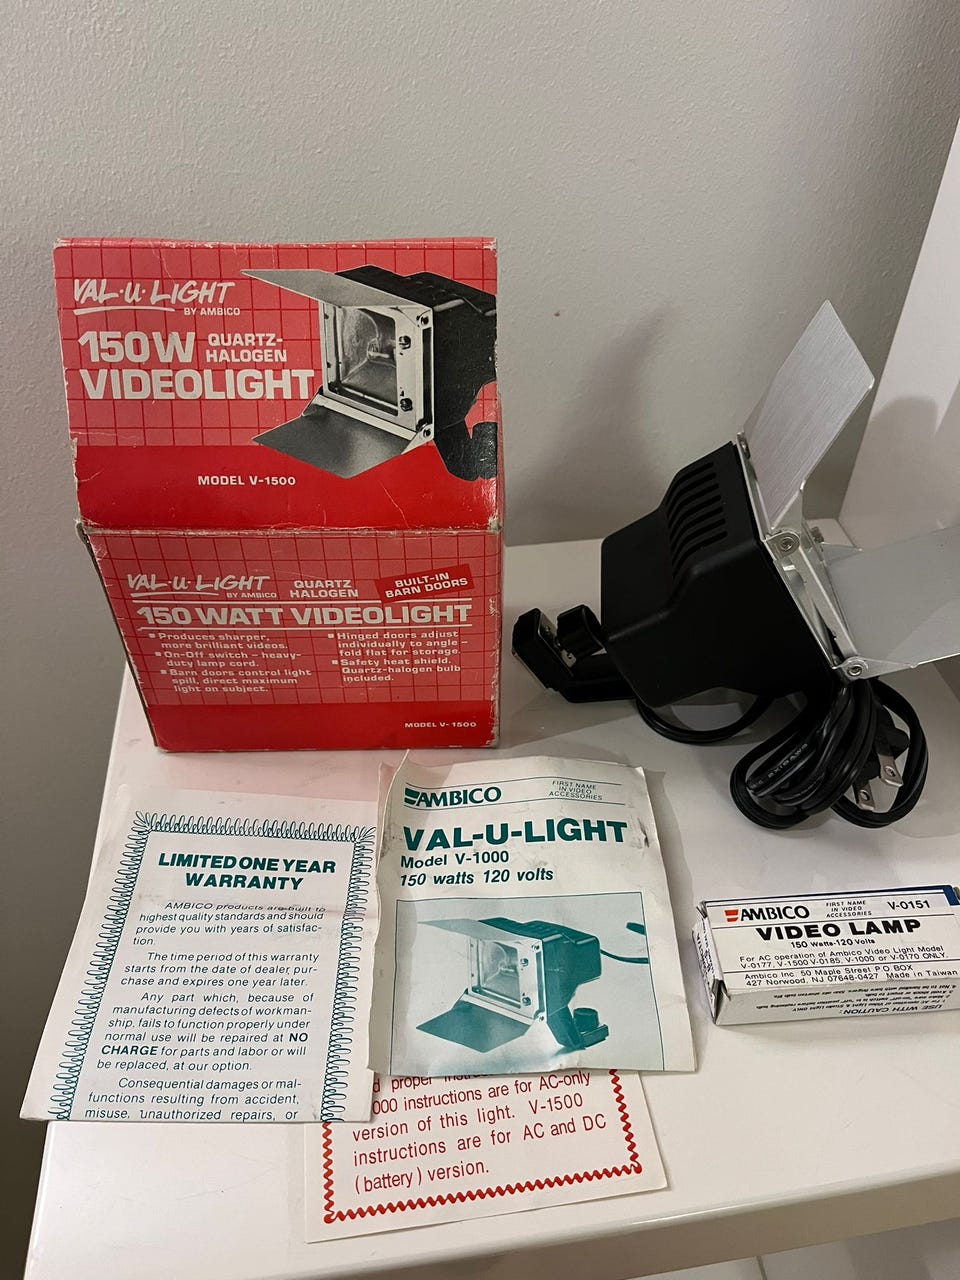 VAL·U·LIGHT
BY AMBICO
150W QUARTZ-
HALOGEN
VIDEOLIGHT
MODEL V-1500
VAL·U·LIGHT
BY AMBICO
QUARTZ
HALOGEN
BUILT-IN
BARN DOORS
150 WATT VIDEOLIGHT
Produces sharper,
more brilliant videos.
On-Off switch – heavy-
duty lamp cord.
Barn doors control light
spill, direct maximum
light on subject.
Hinged doors adjust
individually to angle –
fold flat for storage.
Safety heat shield.
Quartz-halogen bulb
included.
MODEL V-1500
LIMITED ONE YEAR
WARRANTY
AMBICO products are built to
highest quality standards and should
provide you with years of satisfac-
tion.
The time period of this warranty
starts from the date of dealer pur-
chase and expires one year later.
Any part which, because of
manufacturing defects of workman-
ship, fails to function properly under
normal use will be repaired at NO
CHARGE for parts and labor or will
be replaced, at our option.
Consequential damages or mal-
functions resulting from accident,
misuse, unauthorized repairs, or
AMBICO
FIRST NAME
IN VIDEO
ACCESSORIES
VAL-U-LIGHT
Model V-1000
150 watts 120 volts
proper
000 instructions are for AC-only
version of this light. V-1500
instructions are for AC and DC
(battery) version.
AMBICO
FIRST NAME
IN VIDEO
ACCESSORIES
V-0151
VIDEO LAMP
150 Watts-120 Volts
For AC operation of Ambico Video Light Model
V-0177, V-1500 V-0185, V-1000 or V-0170 ONLY.
Ambico Inc. 50 Maple Street P.O BOX
427 Norwood, NJ 07648-0427 Made in Taiwan
USE WITH CAUTION: